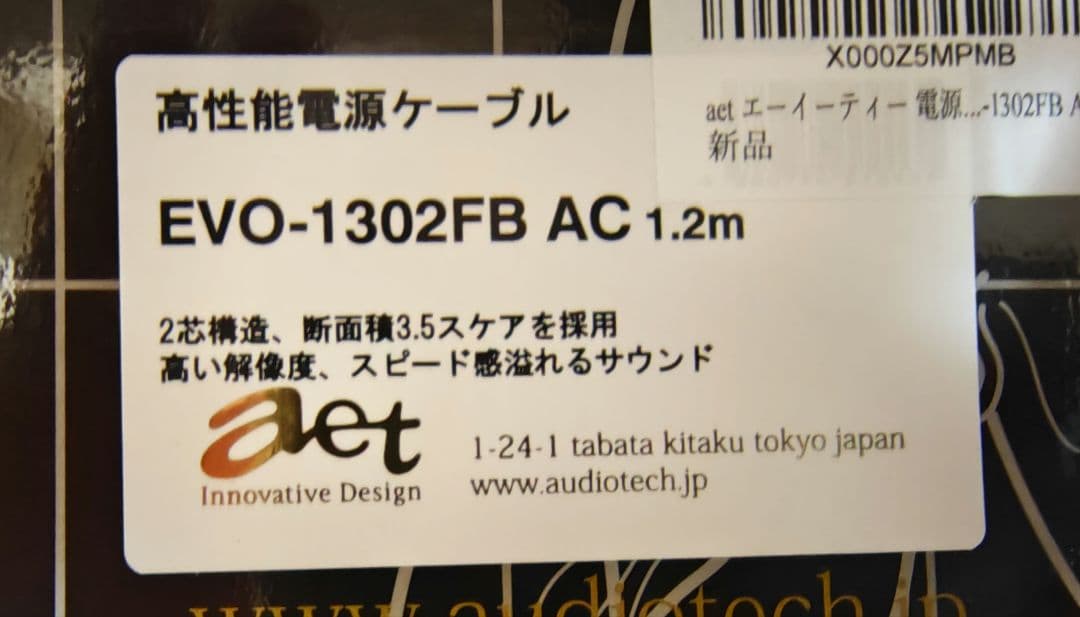 X000Z5MPMB
aet エーイーティー 電源...-1302FB A
新品
高性能電源ケーブル
EVO-1302FB AC 1.2m
2芯構造、断面積3.5スケアを採用
高い解像度、スピード感溢れるサウンド
aet
Innovative Design
1-24-1 tabata kitaku tokyo japan
www.audiotech.jp
www.audiotech.jp